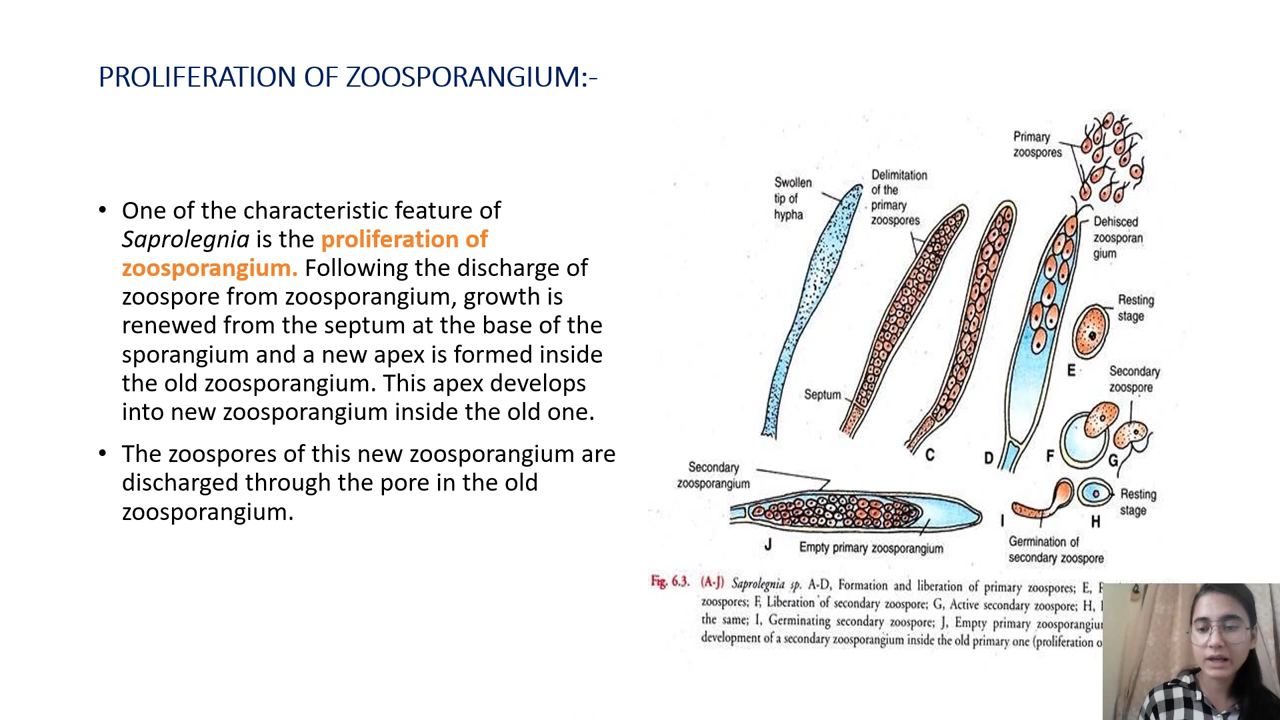 PROLIFERATION OF ZOOSPORANGIUM:-
• One of the characteristic feature of
Saprolegnia is the proliferation of
zoosporangium. Following the discharge of
zoospore from zoosporangium, growth is
renewed from the septum at the base of the
sporangium and a new apex is formed inside
the old zoosporangium. This apex develops
into new zoosporangium inside the old one.
• The zoospores of this new zoosporangium are
discharged through the pore in the old
zoosporangium.
Primary
zoospores
Swollen
tip of
hypha
Delimitation
of the
primary
zoospores
Dehisced
zoosporan
gium
Resting
stage
E
Septum
Secondary
zoospore
C
D
F
G
Secondary
zoosporangium
Resting
stage
I
H
J
Empty primary zoosporangium
Germination of
secondary zoospore
Fig. 6.3. (A-J) Saprolegnia sp. A-D, Formation and liberation of primary zoospores; E,
zoospores; F, Liberation of secondary zoospore; G, Active secondary zoospore; H,
the same; I, Germinating secondary zoospore; J, Empty primary
development of a secondary zoosporangium inside the old primary one (proliferation